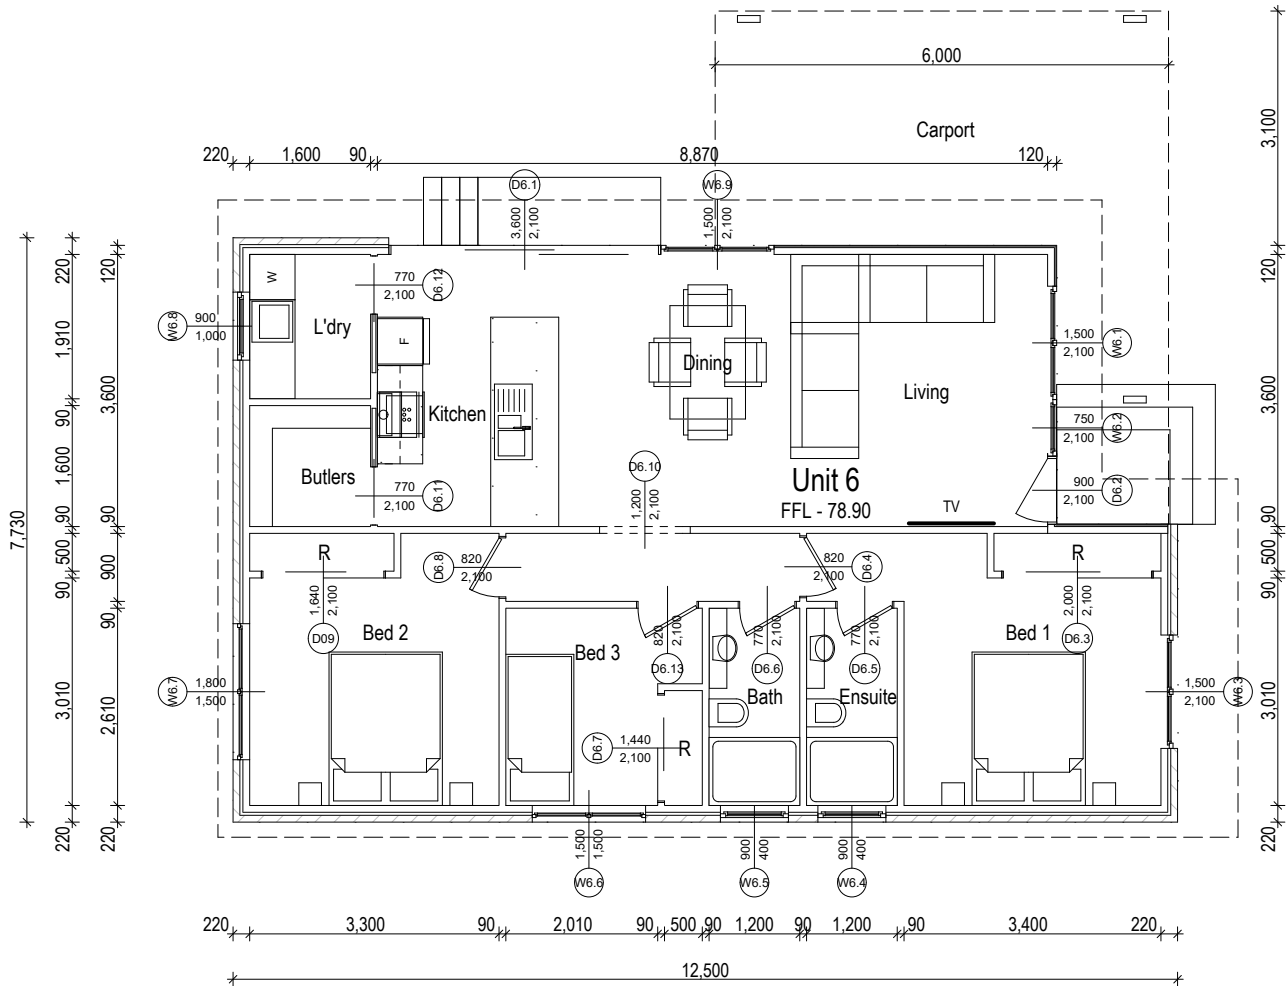 6,000
Carport
3,100
220
1,600
90
8,870
120
D6.1
3,600
2,100
W6.9
1,500
2,100
220
120
120
W
770
2,100
D6.12
W6.8
900
1,000
L'dry
F
1,910
3,600
Dining
1,500
2,100
W6.1
3,600
Living
Kitchen
90
750
2,100
W6.2
1,600
Butlers
770
2,100
D6.11
D6.10
1,200
2,100
Unit 6
FFL - 78.90
TV
900
2,100
D6.2
7,730
90
90
90
500
900
500
R
D6.8
820
2,100
820
2,100
D6.4
R
90
90
90
1,640
2,100
D09
Bed 2
Bed 3
820
2,100
D6.13
770
2,100
D6.6
770
2,100
D6.5
2,000
2,100
D6.3
Bed 1
3,010
2,610
W6.7
1,800
1,500
Bath
Ensuite
1,500
2,100
W6.3
3,010
D6.7
1,440
2,100
R
220
220
220
1,500
1,500
W6.6
900
400
W6.5
900
400
W6.4
220
3,300
90
2,010
90
500
90
1,200
90
1,200
90
3,400
220
12,500